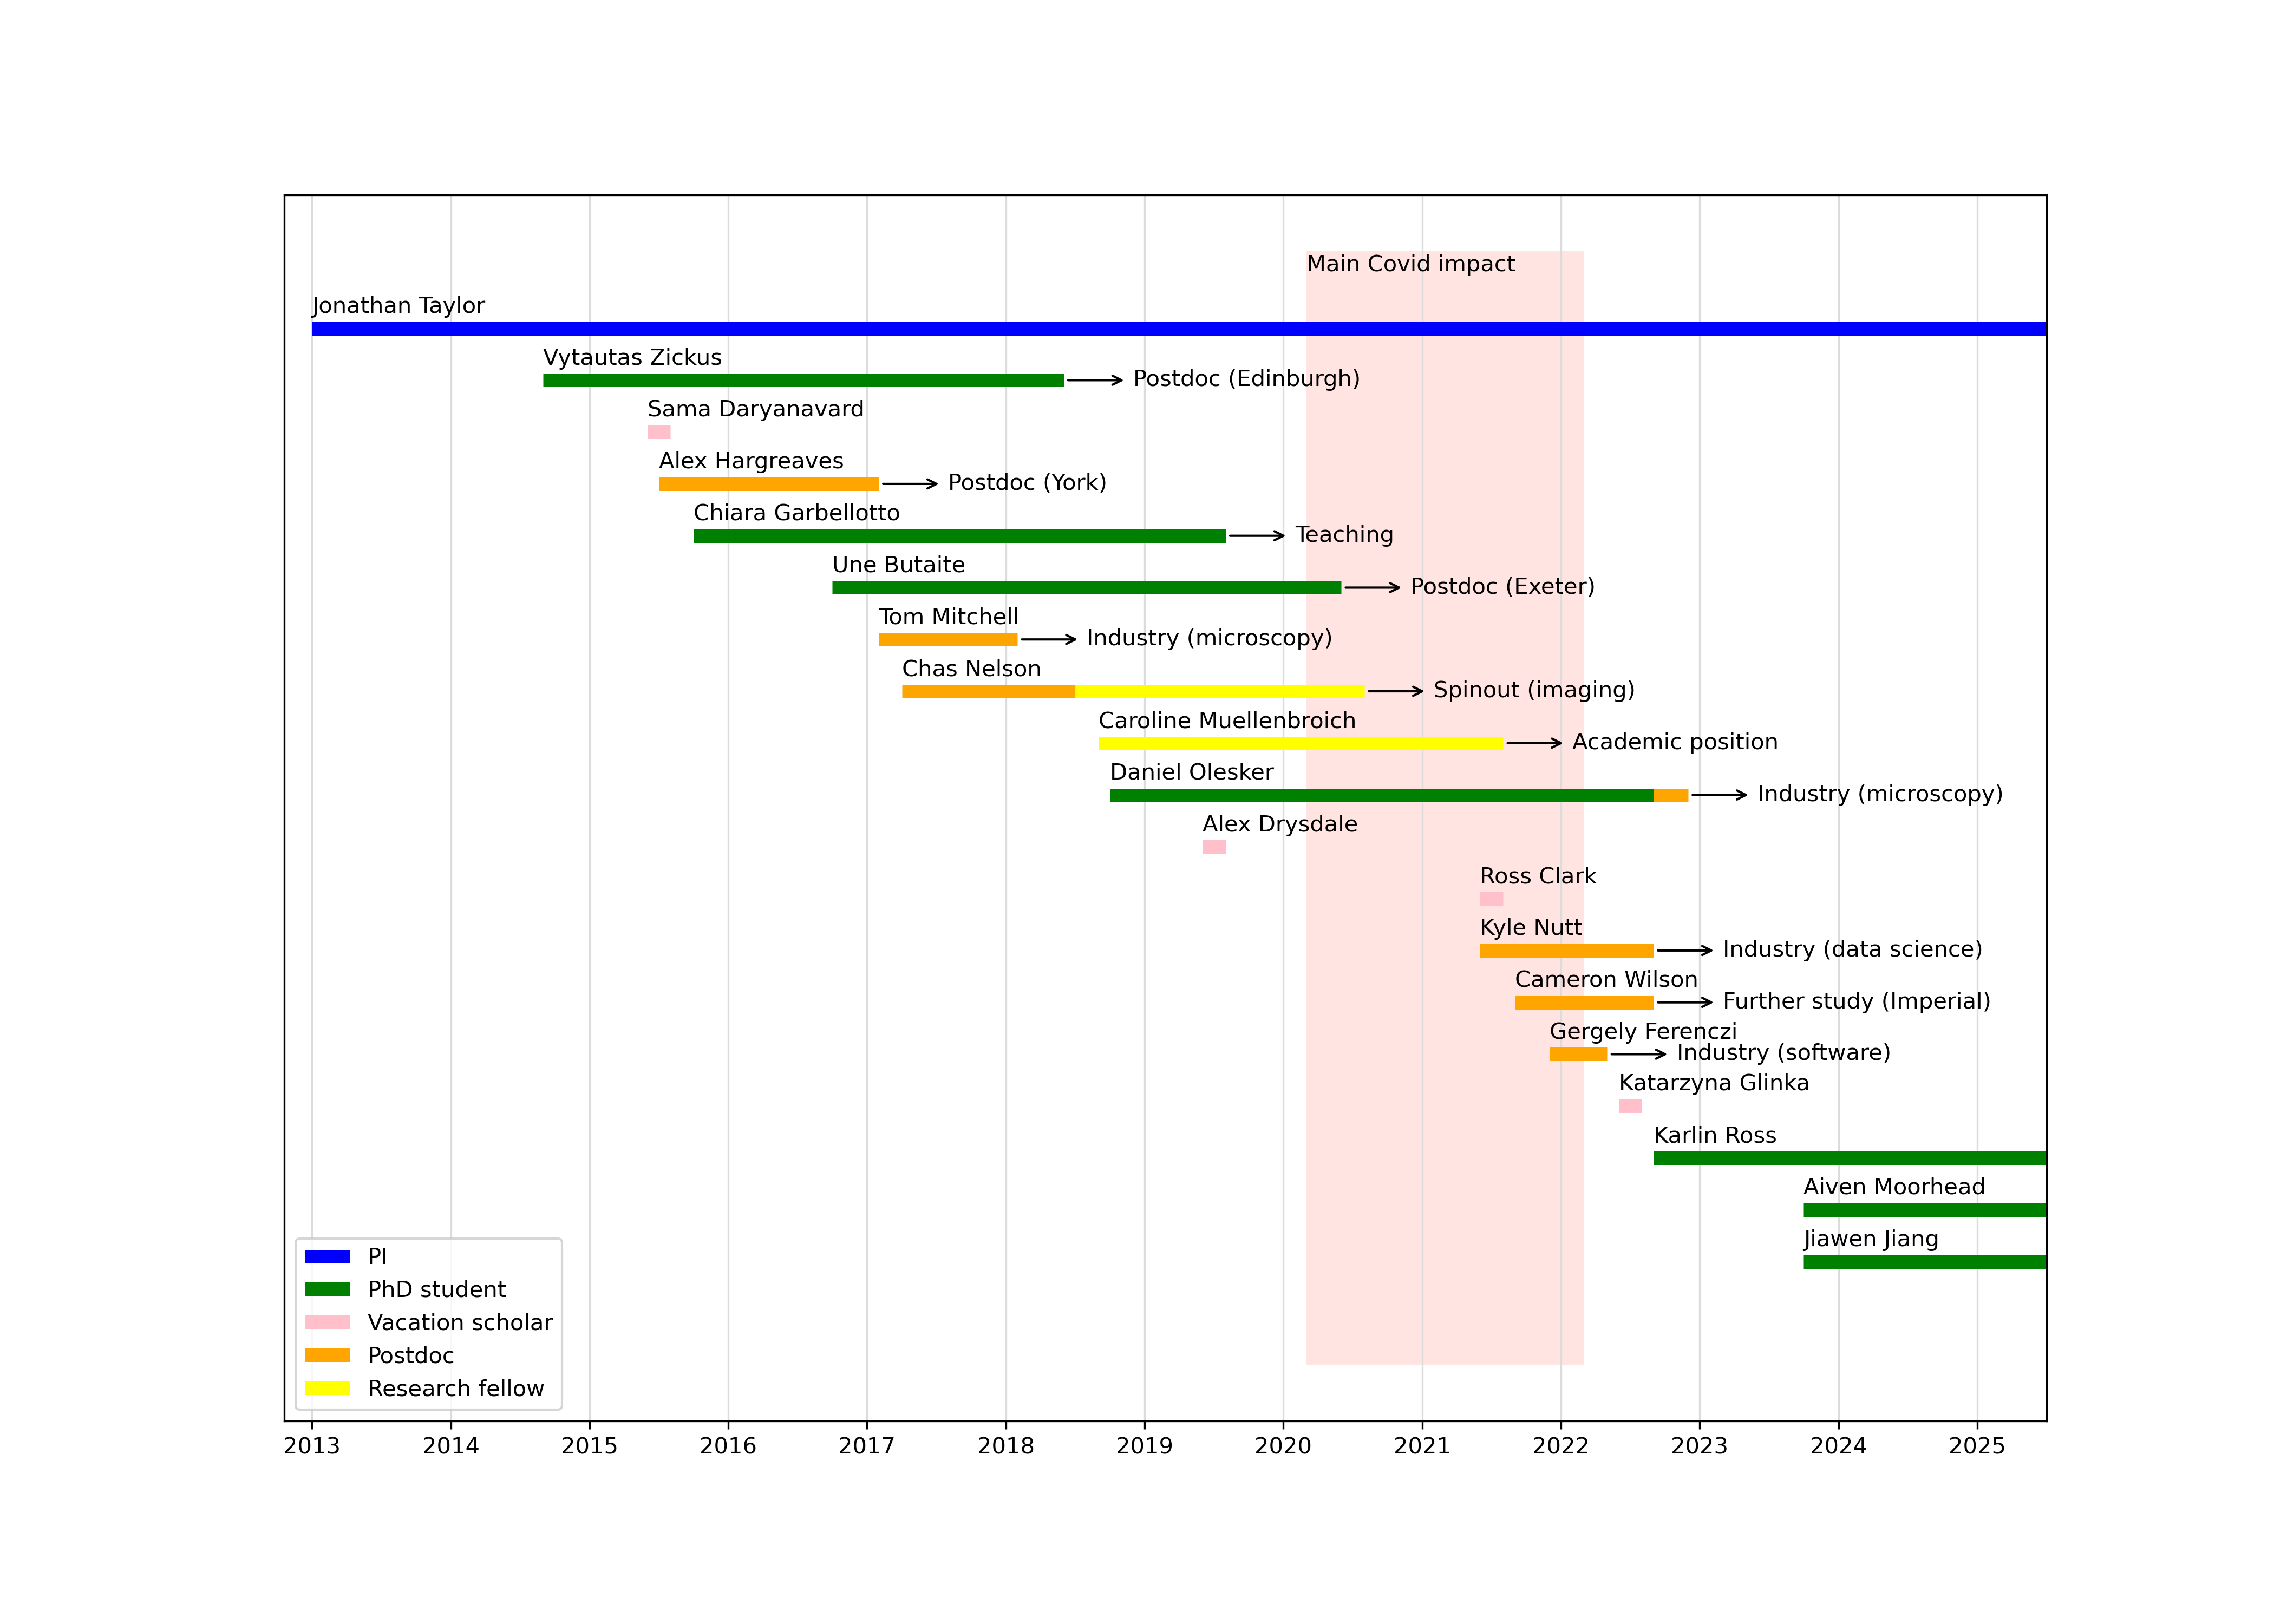 Main Covid impact
Jonathan Taylor
Vytautas Zickus
Postdoc (Edinburgh)
Sama Daryanavard
Alex Hargreaves
Postdoc (York)
Chiara Garbellotto
Teaching
Une Butaite
Postdoc (Exeter)
Tom Mitchell
Industry (microscopy)
Chas Nelson
Spinout (imaging)
Caroline Muellenbroich
Academic position
Daniel Olesker
Industry (microscopy)
Alex Drysdale
Ross Clark
Kyle Nutt
Industry (data science)
Cameron Wilson
Further study (Imperial)
Gergely Ferenczi
Industry (software)
Katarzyna Glinka
Karlin Ross
Aiven Moorhead
Jiawen Jiang
PI
PhD student
Vacation scholar
Postdoc
Research fellow
2013 2014 2015 2016 2017 2018 2019 2020 2021 2022 2023 2024 2025